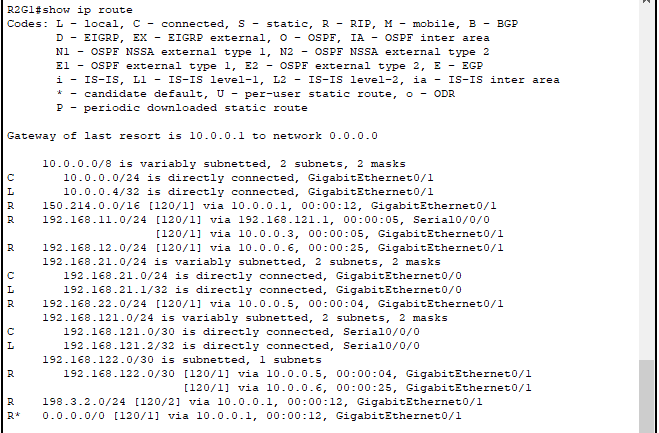 R2G1#show ip route
Codes: L - local, C - connected, S - static, R - RIP, M - mobile, B - BGP
D - EIGRP, EX - EIGRP external, O - OSPF, IA - OSPF inter area
N1 - OSPF NSSA external type 1, N2 - OSPF NSSA external type 2
E1 - OSPF external type 1, E2 - OSPF external type 2, E - EGP
i - IS-IS, L1 - IS-IS level-1, L2 - IS-IS level-2, ia - IS-IS inter area
* - candidate default, U - per-user static route, o - ODR
P - periodic downloaded static route
Gateway of last resort is 10.0.0.1 to network 0.0.0.0
10.0.0.0/8 is variably subnetted, 2 subnets, 2 masks
C 10.0.0.0/24 is directly connected, GigabitEthernet0/1
L 10.0.0.4/32 is directly connected, GigabitEthernet0/1
R 150.214.0.0/16 [120/1] via 10.0.0.1, 00:00:12, GigabitEthernet0/1
R 192.168.11.0/24 [120/1] via 192.168.121.1, 00:00:05, Serial0/0/0
[120/1] via 10.0.0.3, 00:00:05, GigabitEthernet0/1
R 192.168.12.0/24 [120/1] via 10.0.0.6, 00:00:25, GigabitEthernet0/1
192.168.21.0/24 is variably subnetted, 2 subnets, 2 masks
C 192.168.21.0/24 is directly connected, GigabitEthernet0/0
L 192.168.21.1/32 is directly connected, GigabitEthernet0/0
R 192.168.22.0/24 [120/1] via 10.0.0.5, 00:00:04, GigabitEthernet0/1
192.168.121.0/24 is variably subnetted, 2 subnets, 2 masks
C 192.168.121.0/30 is directly connected, Serial0/0/0
L 192.168.121.2/32 is directly connected, Serial0/0/0
192.168.122.0/30 is subnetted, 1 subnets
R 192.168.122.0/30 [120/1] via 10.0.0.5, 00:00:04, GigabitEthernet0/1
[120/1] via 10.0.0.6, 00:00:25, GigabitEthernet0/1
R 198.3.2.0/24 [120/2] via 10.0.0.1, 00:00:12, GigabitEthernet0/1
R* 0.0.0.0/0 [120/1] via 10.0.0.1, 00:00:12, GigabitEthernet0/1